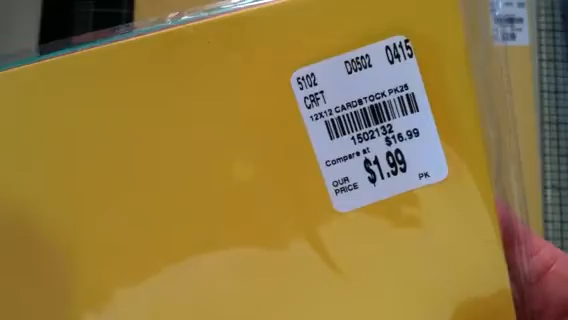 5102 D0502 0415
CRFT
12X12 CARDSTOCK PK25
1502132
Compare at $16.99
OUR PRICE $1.99 PK